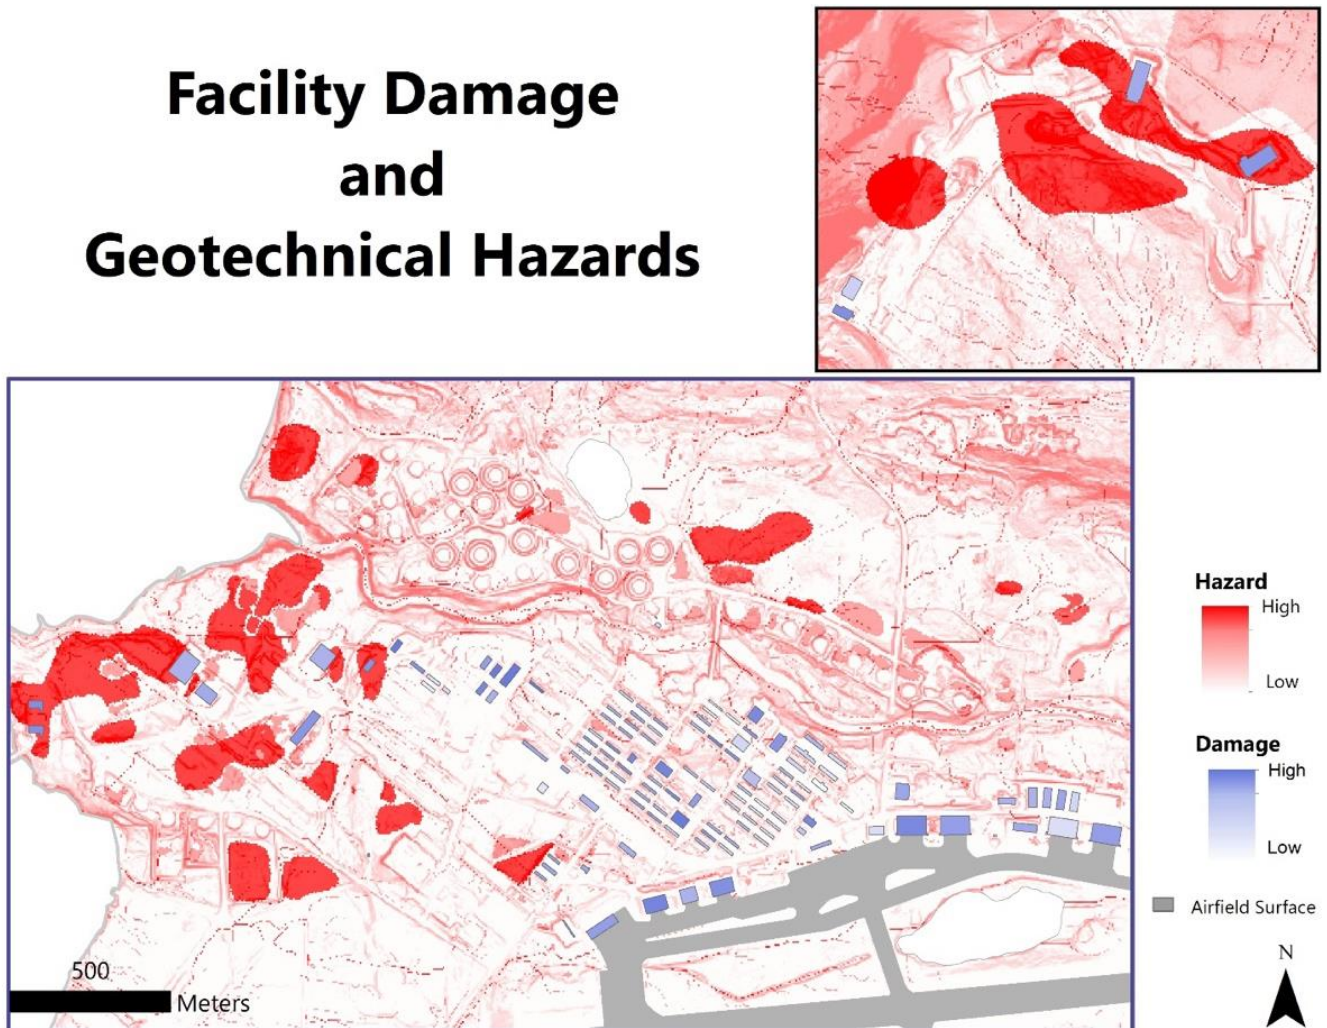 Facility Damage
and
Geotechnical Hazards
Hazard
High
Low
Damage
High
Low
Airfield Surface
500
Meters
N